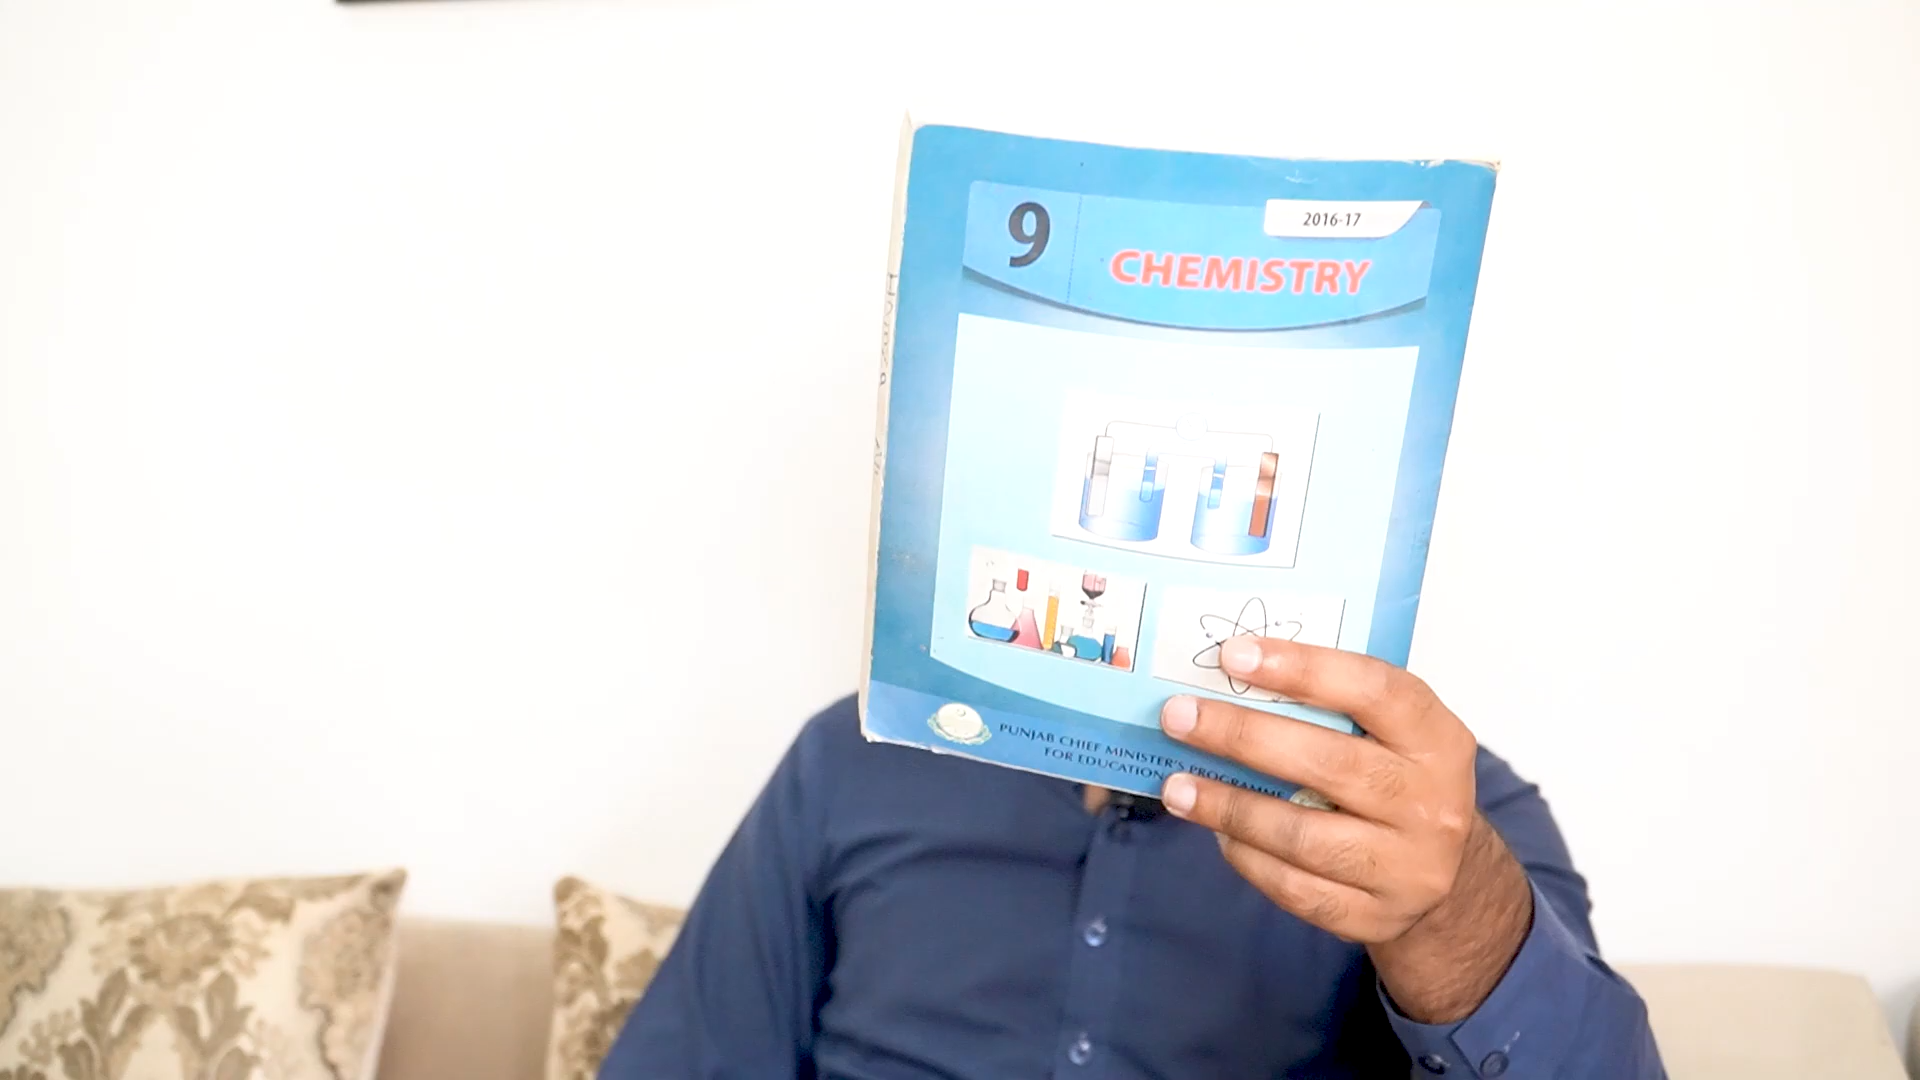 9
2016-17
CHEMISTRY
PUNJAB CHIEF MINISTER'S PROGRAMME
FOR EDUCATION